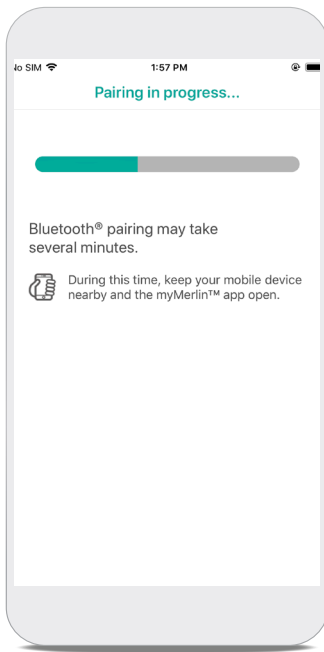 No SIM 1:57 PM
Pairing in progress...
Bluetooth® pairing may take
several minutes.
During this time, keep your mobile device
nearby and the myMerlin™ app open.